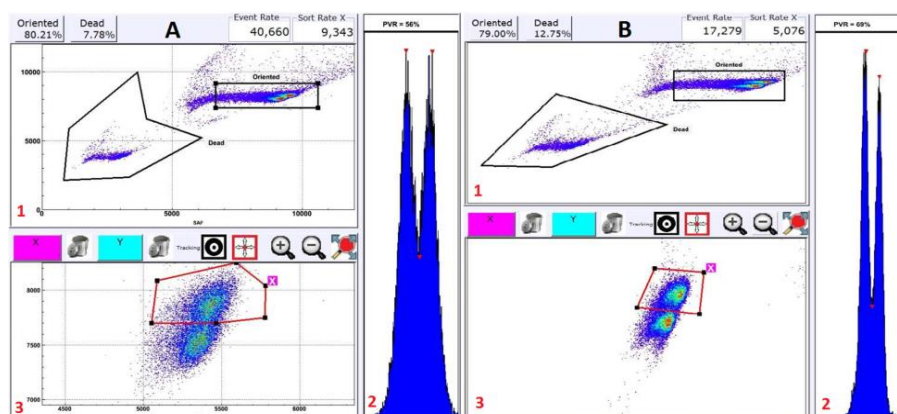 Oriented Dead A Event Rate Sort Rate X
80.21% 7.78% 40,660 9,343
10000
Oriented
5000
Dead
1
0
0 5000 10000
SAF
X Y Tracking
8000
X
7500
7000
3
4500 5000 5500 6000
PVR = 56%
2
Oriented Dead B Event Rate Sort Rate X
79.00% 12.75% 17,279 5,076
Oriented
Dead
1
X Y Tracking
X
3
PVR = 69%
2